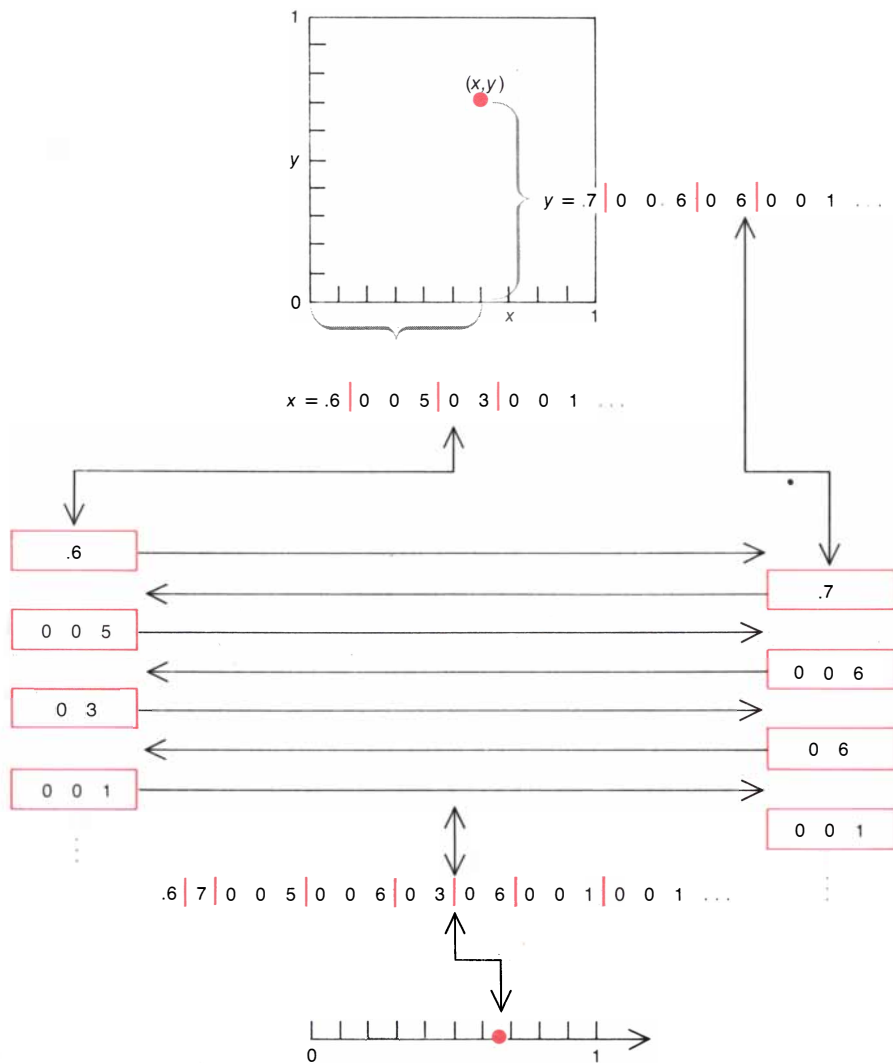 1
(x,y)
y
y = .7 | 0 0 6 | 0 6 | 0 0 1 ...
0
x
1
x = .6 | 0 0 5 | 0 3 | 0 0 1 ...
.6
.7
0 0 5
0 0 6
0 3
0 6
0 0 1
0 0 1
.6 | 7 | 0 0 5 | 0 0 6 | 0 3 | 0 6 | 0 0 1 | 0 0 1 ...
0
1